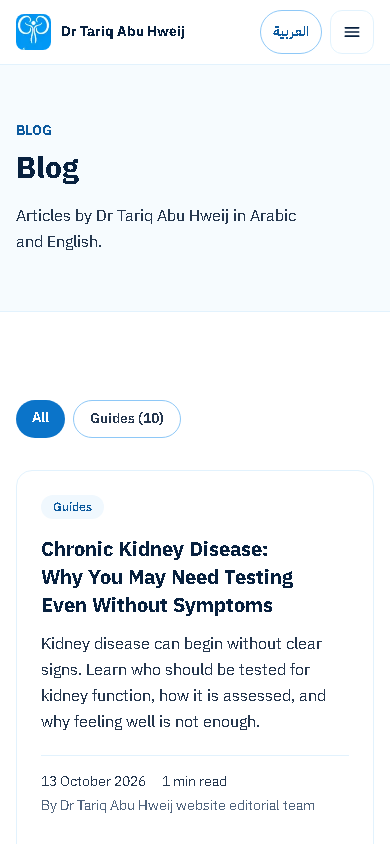 Dr Tariq Abu Hweij
العربية
BLOG
Blog
Articles by Dr Tariq Abu Hweij in Arabic
and English.
All
Guides (10)
Guides
Chronic Kidney Disease:
Why You May Need Testing
Even Without Symptoms
Kidney disease can begin without clear
signs. Learn who should be tested for
kidney function, how it is assessed, and
why feeling well is not enough.
13 October 2026 1 min read
By Dr Tariq Abu Hweij website editorial team